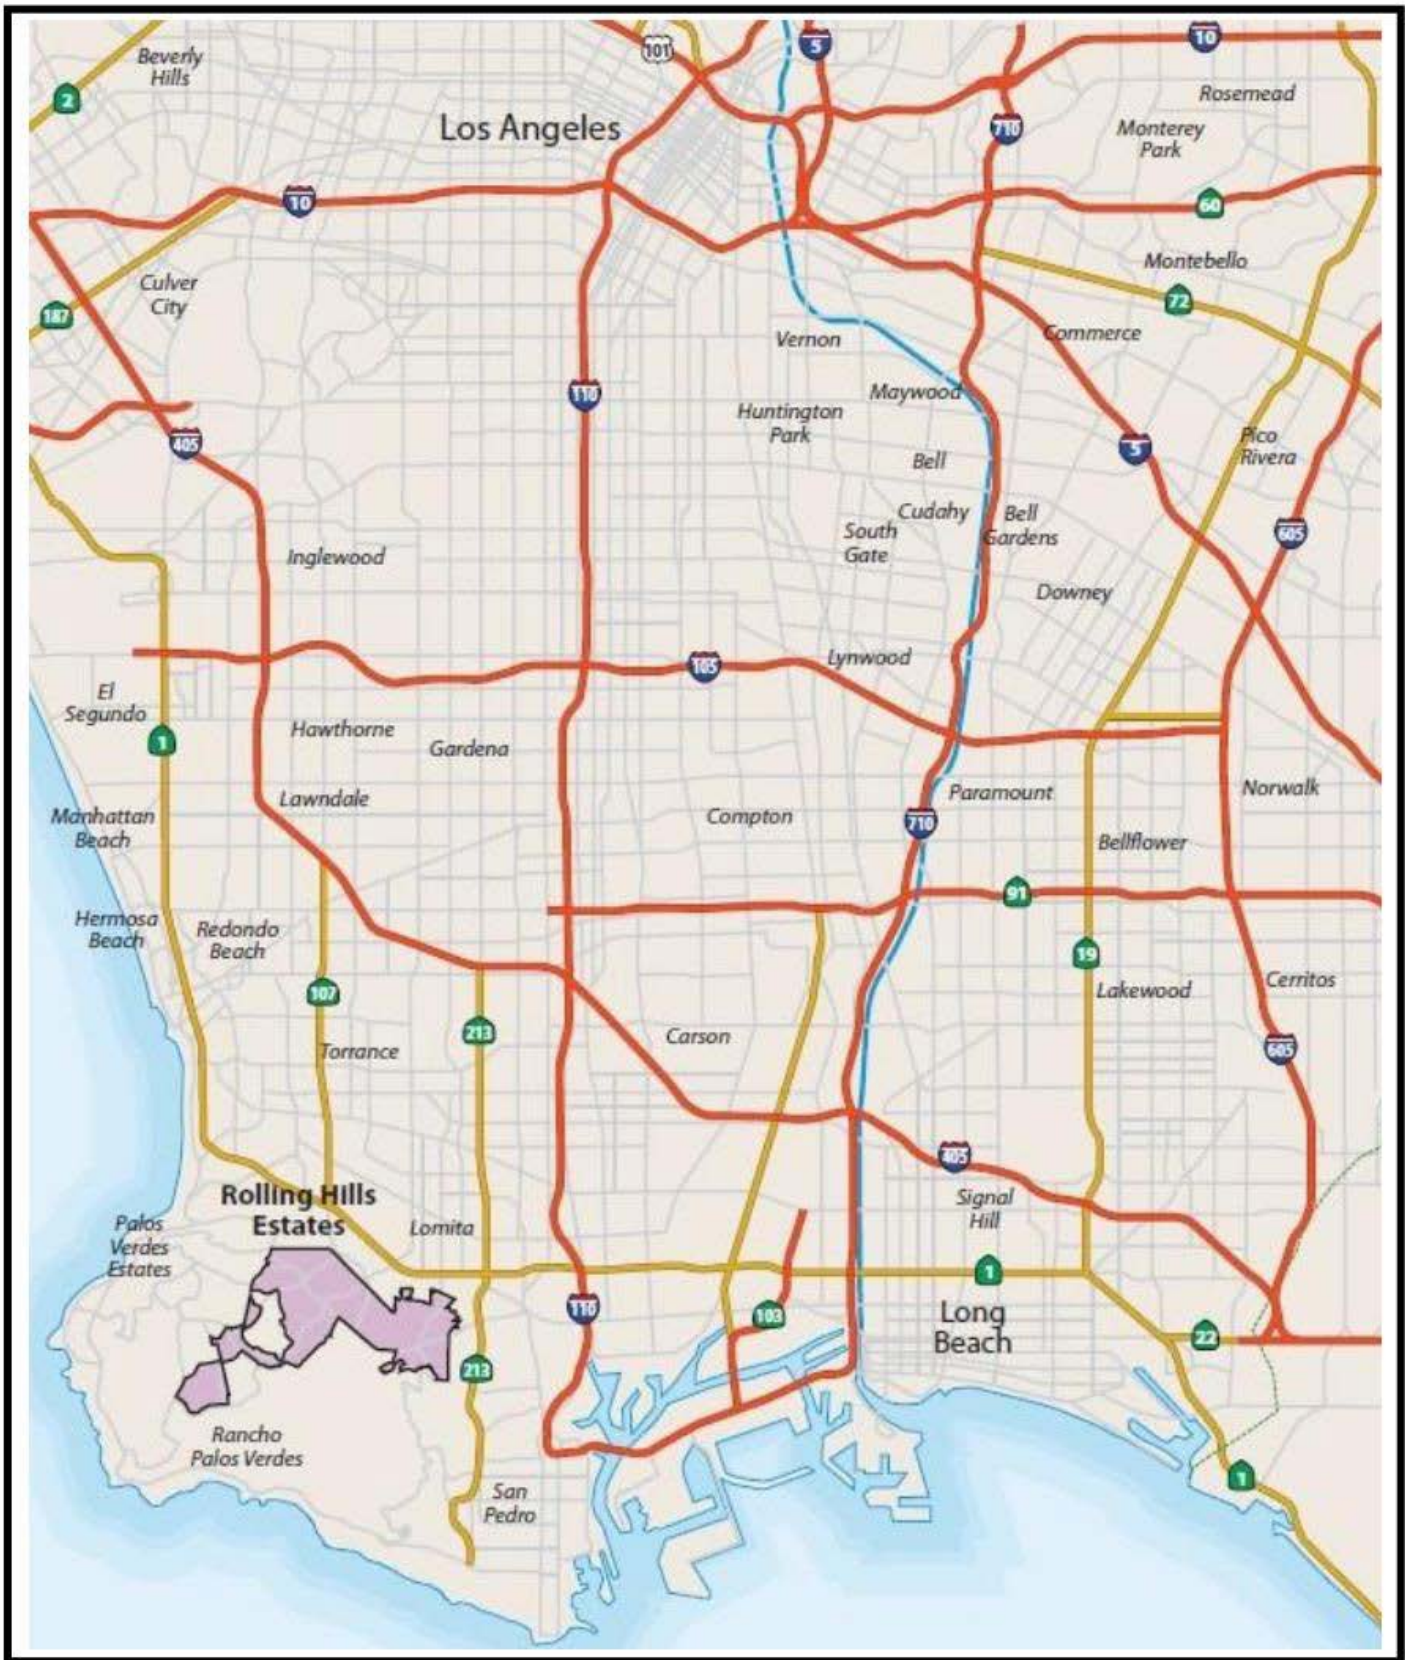 101
5
10
Beverly
Hills
2
Rosemead
Los Angeles
710
Monterey
Park
10
60
Culver
City
Montebello
187
72
Vernon
Commerce
Maywood
110
Huntington
Park
405
5
Pico
Rivera
Bell
Cudahy
Bell
Gardens
South
Gate
605
Inglewood
Downey
105
Lynwood
El
Segundo
1
Hawthorne
Gardena
Lawndale
Paramount
Norwalk
Manhattan
Beach
Compton
710
Bellflower
91
Hermosa
Beach
Redondo
Beach
19
107
Lakewood
Cerritos
213
Carson
Torrance
605
405
Rolling Hills
Estates
Signal
Hill
Palos
Verdes
Estates
Lomita
1
110
103
Long
Beach
22
213
Rancho
Palos Verdes
1
San
Pedro